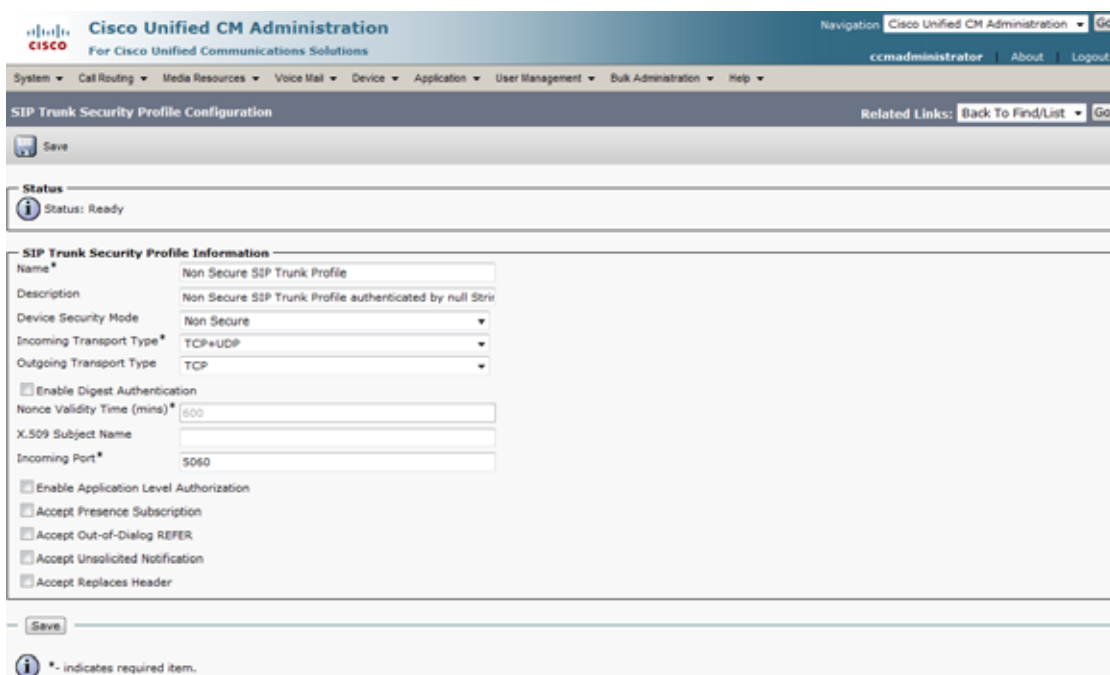 CISCO
Cisco Unified CM Administration
For Cisco Unified Communications Solutions
Navigation Cisco Unified CM Administration Go
ccmadministrator | About | Logout
System Call Routing Media Resources Voice Mail Device Application User Management Bulk Administration Help
SIP Trunk Security Profile Configuration
Related Links: Back To Find/List Go
Save
Status
Status: Ready
SIP Trunk Security Profile Information
Name* Non Secure SIP Trunk Profile
Description Non Secure SIP Trunk Profile authenticated by null Strin
Device Security Mode Non Secure
Incoming Transport Type* TCP+UDP
Outgoing Transport Type TCP
Enable Digest Authentication
Nonce Validity Time (mins)* 600
X.509 Subject Name
Incoming Port* 5060
Enable Application Level Authorization
Accept Presence Subscription
Accept Out-of-Dialog REFER
Accept Unsolicited Notification
Accept Replaces Header
Save
*- indicates required item.